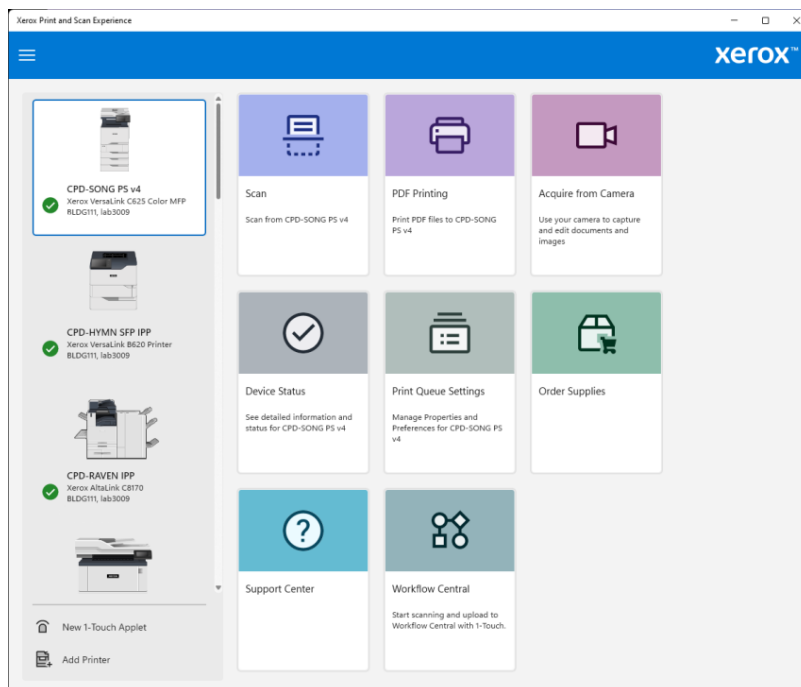 Xerox Print and Scan Experience
xerox™
CPD-SONG PS v4
Xerox VersaLink C625 Color MFP
BLDG111, lab3009
CPD-HYMN SFP IPP
Xerox VersaLink B620 Printer
BLDG111, lab3009
CPD-RAVEN IPP
Xerox AltaLink C8170
BLDG111, lab3009
New 1-Touch Applet
Add Printer
Scan
Scan from CPD-SONG PS v4
PDF Printing
Print PDF files to CPD-SONG
PS v4
Acquire from Camera
Use your camera to capture
and edit documents and
images
Device Status
See detailed information and
status for CPD-SONG PS v4
Print Queue Settings
Manage Properties and
Preferences for CPD-SONG PS
v4
Order Supplies
Support Center
Workflow Central
Start scanning and upload to
Workflow Central with 1-Touch.